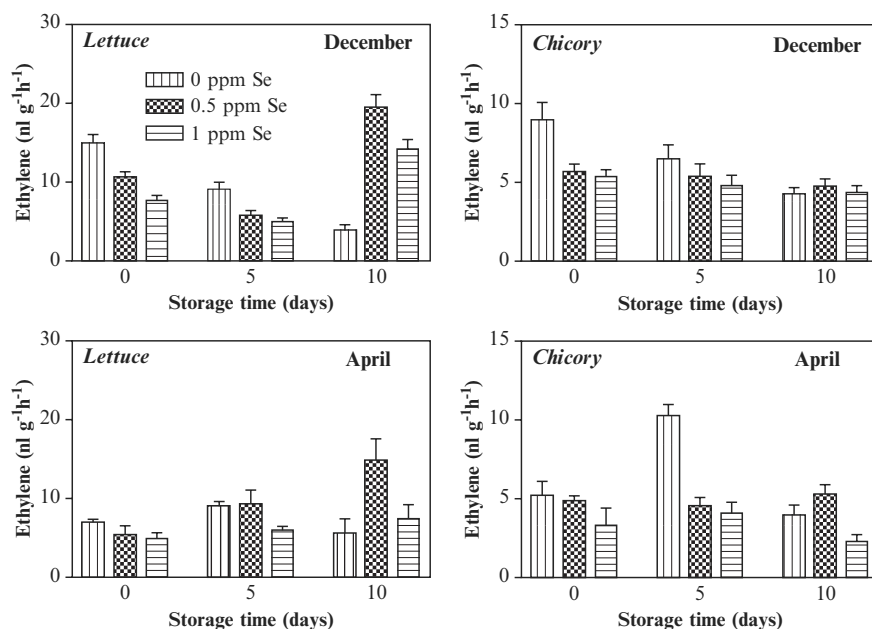 Lettuce December
30
20
10
0
Ethylene (nl g-1h-1)
0 ppm Se
0.5 ppm Se
1 ppm Se
0 5 10
Storage time (days)
Chicory December
15
10
5
0
Ethylene (nl g-1h-1)
0 5 10
Storage time (days)
Lettuce April
30
20
10
0
Ethylene (nl g-1h-1)
0 5 10
Storage time (days)
Chicory April
15
10
5
0
Ethylene (nl g-1h-1)
0 5 10
Storage time (days)